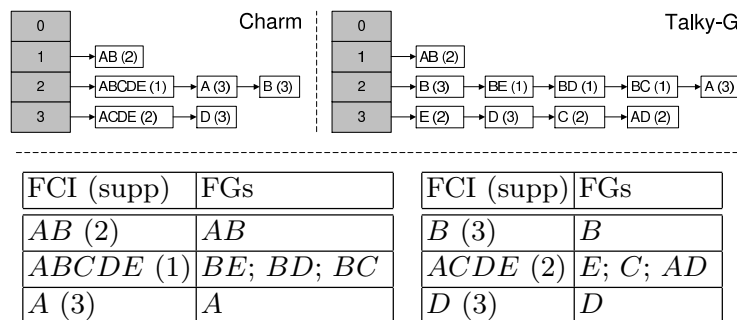 Charm
0
1 AB (2)
2 ABCDE (1) A (3) B (3)
3 ACDE (2) D (3)
Talky-G
0
1 AB (2)
2 B (3) BE (1) BD (1) BC (1) A (3)
3 E (2) D (3) C (2) AD (2)
FCI (supp) FGs
AB (2) AB
ABCDE (1) BE; BD; BC
A (3) A
FCI (supp) FGs
B (3) B
ACDE (2) E; C; AD
D (3) D